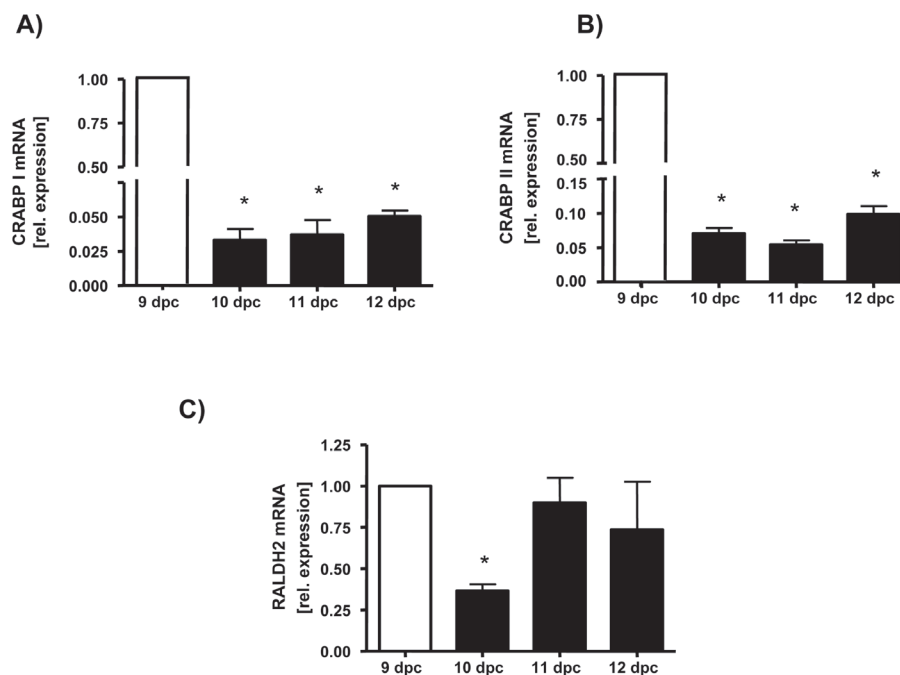 A)
CRABP I mRNA
[rel. expression]
1.00
0.75
0.50
0.050
0.025
0.000
*
*
*
9 dpc
10 dpc
11 dpc
12 dpc
B)
CRABP II mRNA
[rel. expression]
1.00
0.75
0.50
0.15
0.10
0.05
0.00
*
*
*
9 dpc
10 dpc
11 dpc
12 dpc
C)
RALDH2 mRNA
[rel. expression]
1.25
1.00
0.75
0.50
0.25
0.00
*
9 dpc
10 dpc
11 dpc
12 dpc